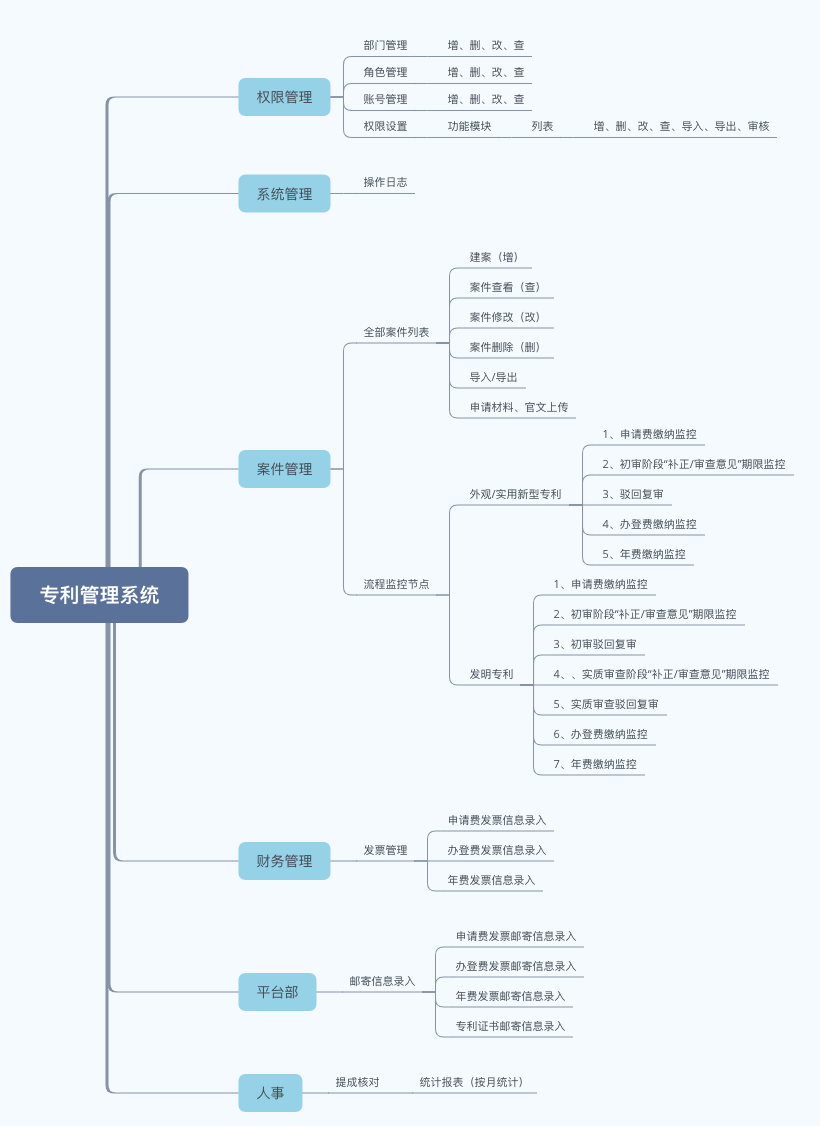 部门管理 增、删、改、查
角色管理 增、删、改、查
权限管理
账号管理 增、删、改、查
权限设置 功能模块 列表 增、删、改、查、导入、导出、审核
系统管理 操作日志
建案（增）
案件查看（查）
案件修改（改）
全部案件列表
案件删除（删）
导入/导出
申请材料、官文上传
案件管理
1、申请费缴纳监控
2、初审阶段“补正/审查意见”期限监控
外观/实用新型专利 3、驳回复审
4、办登费缴纳监控
5、年费缴纳监控
专利管理系统
流程监控节点
1、申请费缴纳监控
2、初审阶段“补正/审查意见”期限监控
3、初审驳回复审
发明专利 4、、实质审查阶段“补正/审查意见”期限监控
5、实质审查驳回复审
6、办登费缴纳监控
7、年费缴纳监控
申请费发票信息录入
财务管理 发票管理 办登费发票信息录入
年费发票信息录入
申请费发票邮寄信息录入
办登费发票邮寄信息录入
平台部 邮寄信息录入
年费发票邮寄信息录入
专利证书邮寄信息录入
人事 提成核对 统计报表（按月统计）